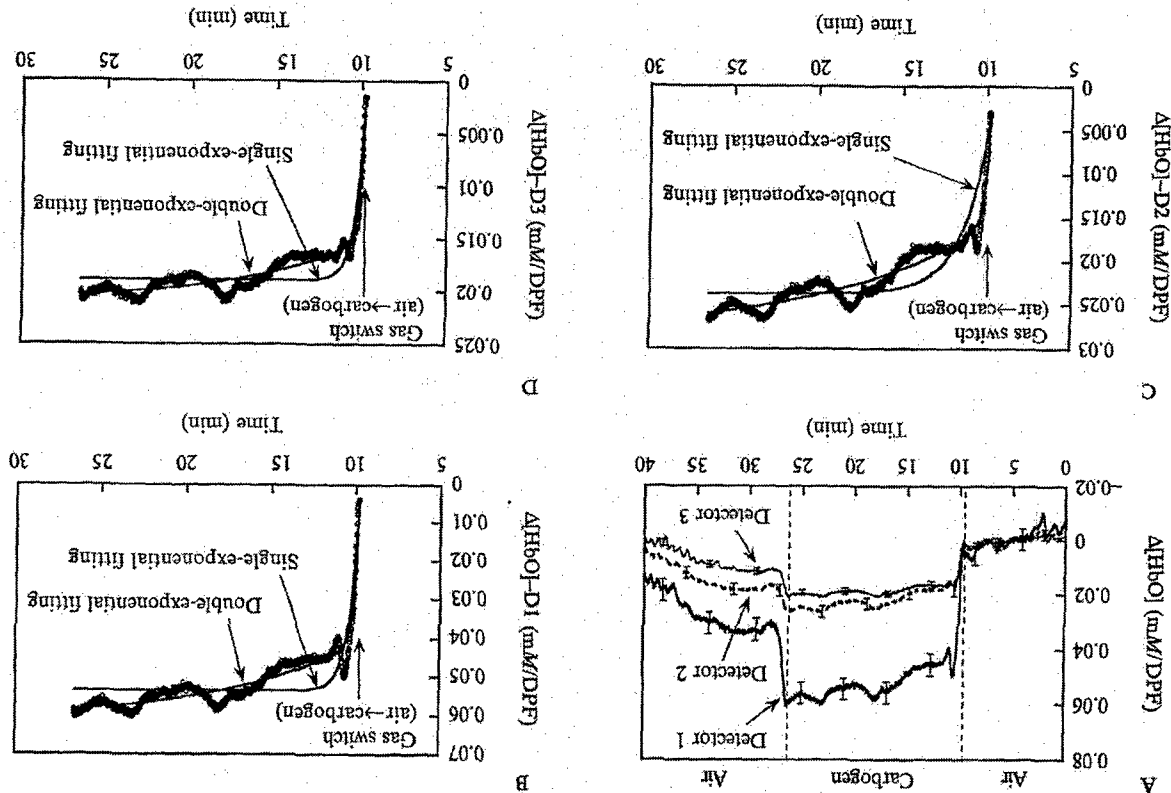 A
Air
Carbogen
Air
Δ[HbO] (mM/DPF)
0.08
0.06
0.04
0.02
0
−0.02
Detector 1
Detector 2
Detector 3
0 5 10 15 20 25 30 35 40
Time (min)
B
Δ[HbO]–D1 (mM/DPF)
0.07
0.06
0.05
0.04
0.03
0.02
0.01
0
Gas switch
(air→carbogen)
Double-exponential fitting
Single-exponential fitting
5 10 15 20 25 30
Time (min)
C
Δ[HbO]–D2 (mM/DPF)
0.03
0.025
0.02
0.015
0.01
0.005
0
Gas switch
(air→carbogen)
Double-exponential fitting
Single-exponential fitting
5 10 15 20 25 30
Time (min)
D
Δ[HbO]–D3 (mM/DPF)
0.025
0.02
0.015
0.01
0.005
0
Gas switch
(air→carbogen)
Double-exponential fitting
Single-exponential fitting
5 10 15 20 25 30
Time (min)